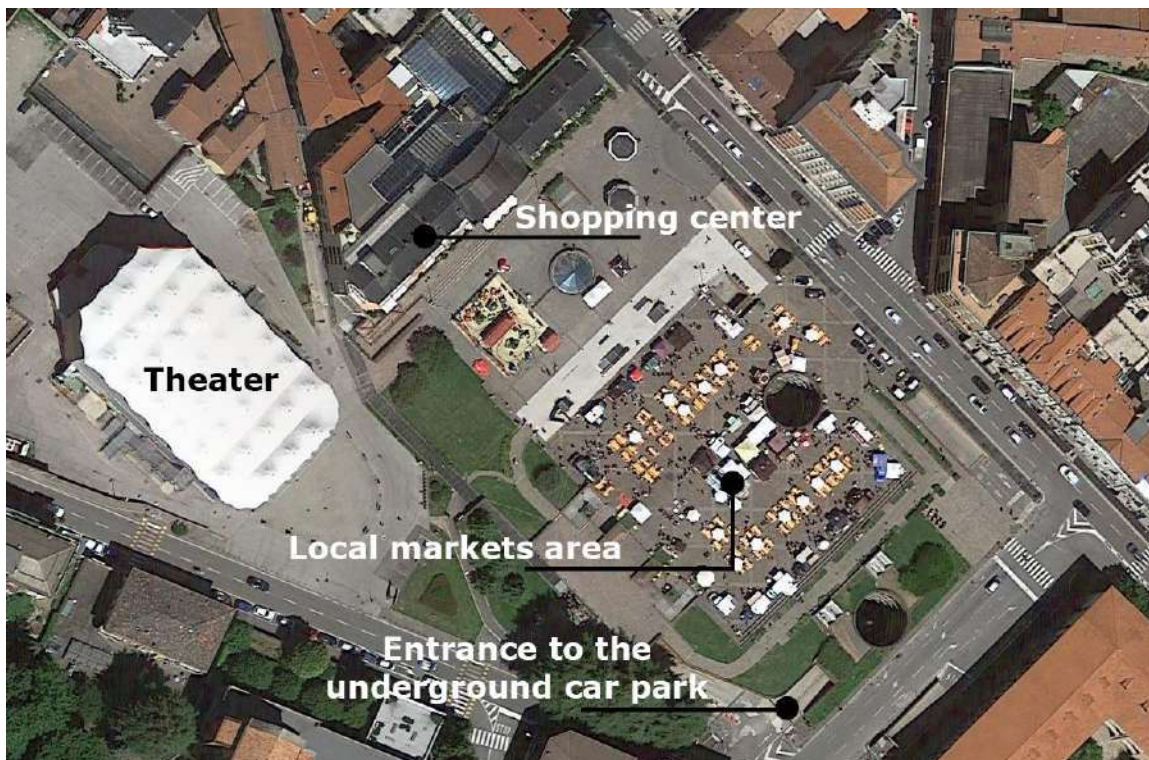 Shopping center
Theater
Local markets area
Entrance to the
underground car park